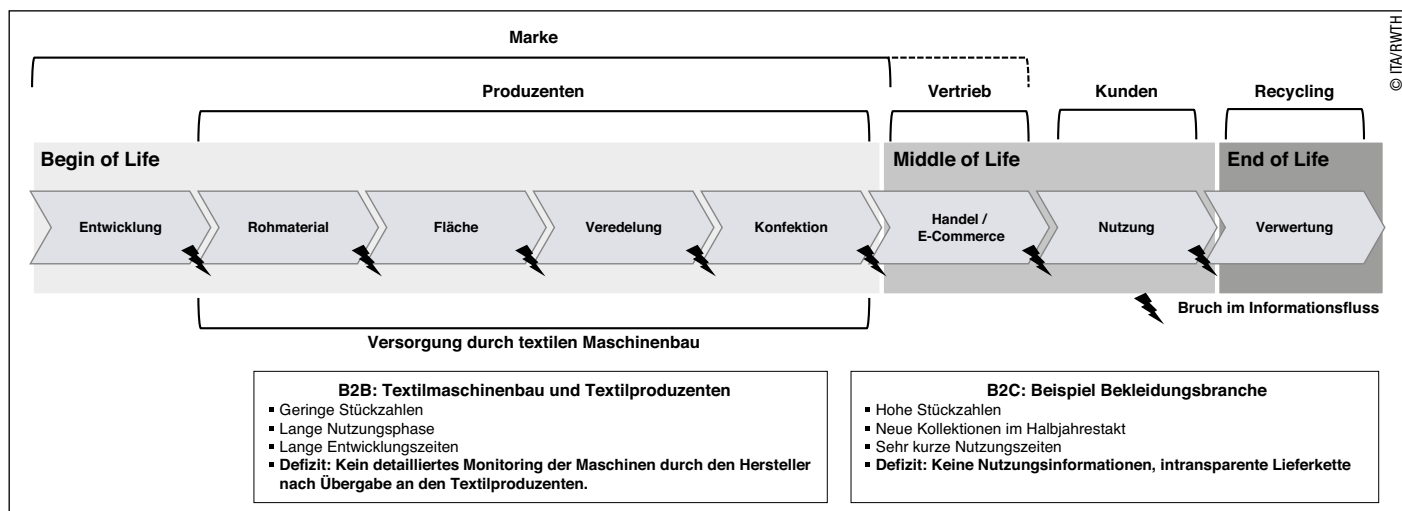 © ITA/RWTH
Marke
Produzenten
Vertrieb
Kunden
Recycling
Begin of Life
Middle of Life
End of Life
Entwicklung
Rohmaterial
Fläche
Veredelung
Konfektion
Handel /
E-Commerce
Nutzung
Verwertung
Bruch im Informationsfluss
Versorgung durch textilen Maschinenbau
B2B: Textilmaschinenbau und Textilproduzenten
▪ Geringe Stückzahlen
▪ Lange Nutzungsphase
▪ Lange Entwicklungszeiten
▪ Defizit: Kein detailliertes Monitoring der Maschinen durch den Hersteller
nach Übergabe an den Textilproduzenten.
B2C: Beispiel Bekleidungsbranche
▪ Hohe Stückzahlen
▪ Neue Kollektionen im Halbjahrestakt
▪ Sehr kurze Nutzungszeiten
▪ Defizit: Keine Nutzungsinformationen, intransparente Lieferkette